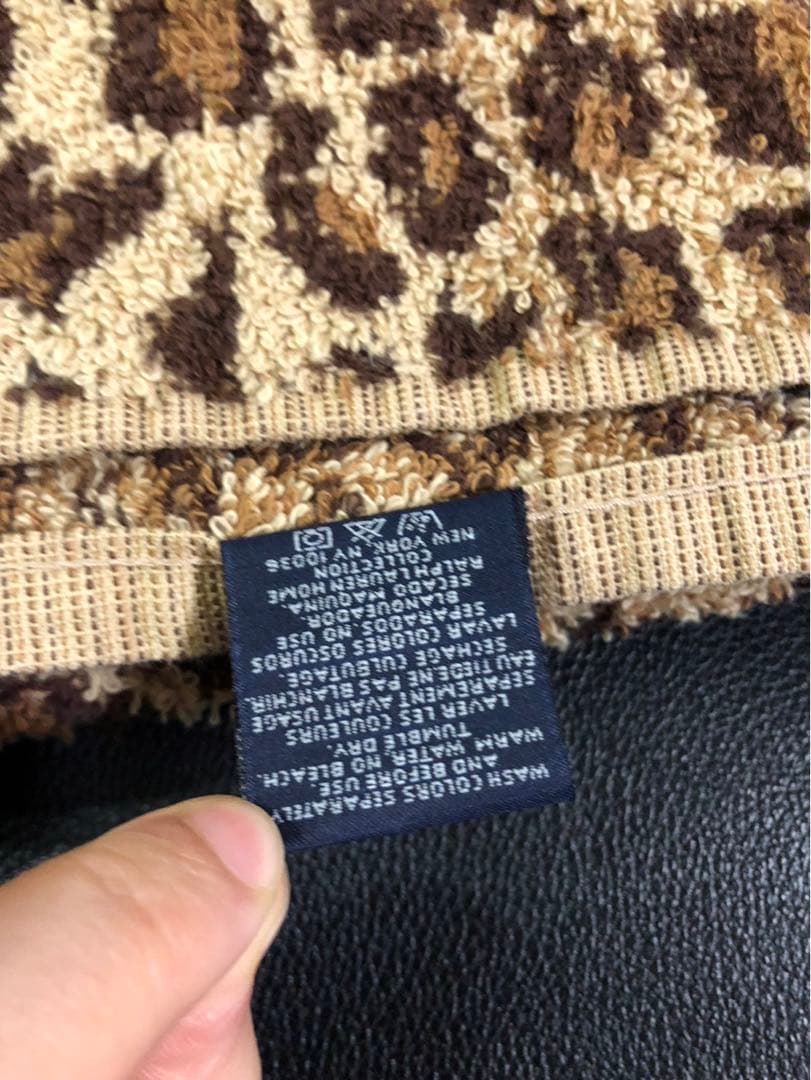 WASH COLORS SEPARATELY
AND BEFORE USE.
WARM WATER. NO BLEACH.
TUMBLE DRY.
LAVER LES COULEURS
SEPAREMENT AVANT USAGE
EAU TIEDE NE PAS BLANCHIR.
SECHAGE CULBUTAGE.
LAVAR COLORES OSCUROS
SEPARADOS NO USE
BLANQUEADOR.
SECADO MAQUINA.
RALPH LAUREN HOME
COLLECTION
NEW YORK NY 10036